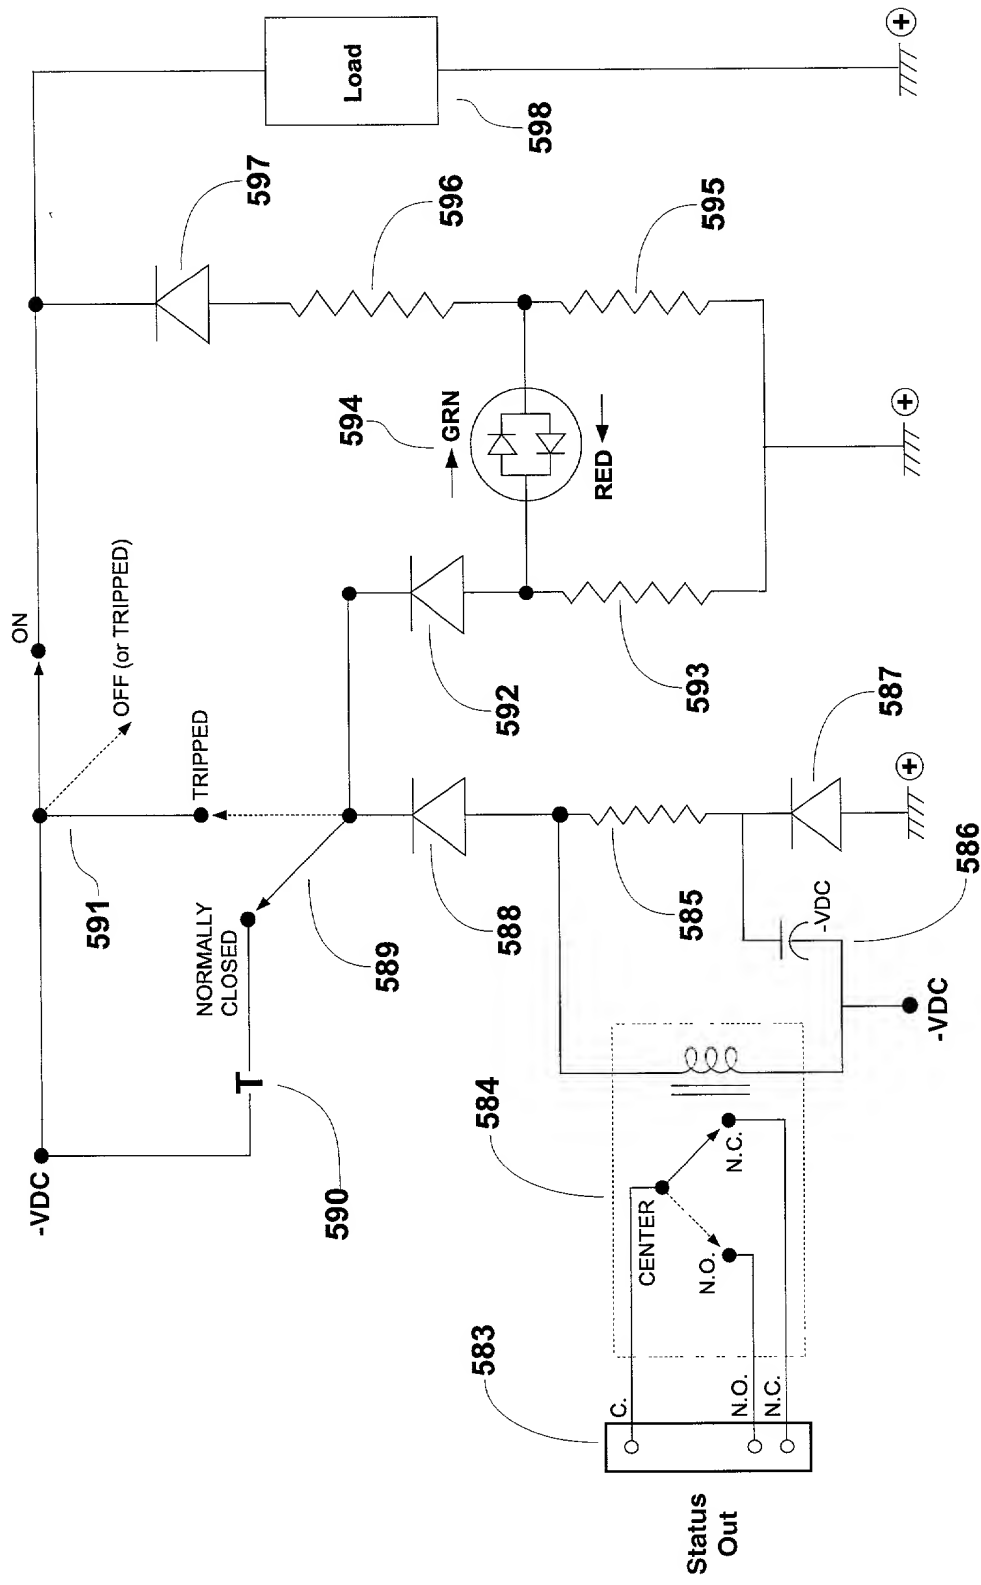 -VDC
590
T
NORMALLY
CLOSED
589
591
TRIPPED
OFF (or TRIPPED)
ON
597
596
595
598
Load
+
594
GRN
RED
+
592
593
588
585
587
+
586
-VDC
-VDC
584
CENTER
N.O.
N.C.
583
C.
N.O.
N.C.
Status
Out